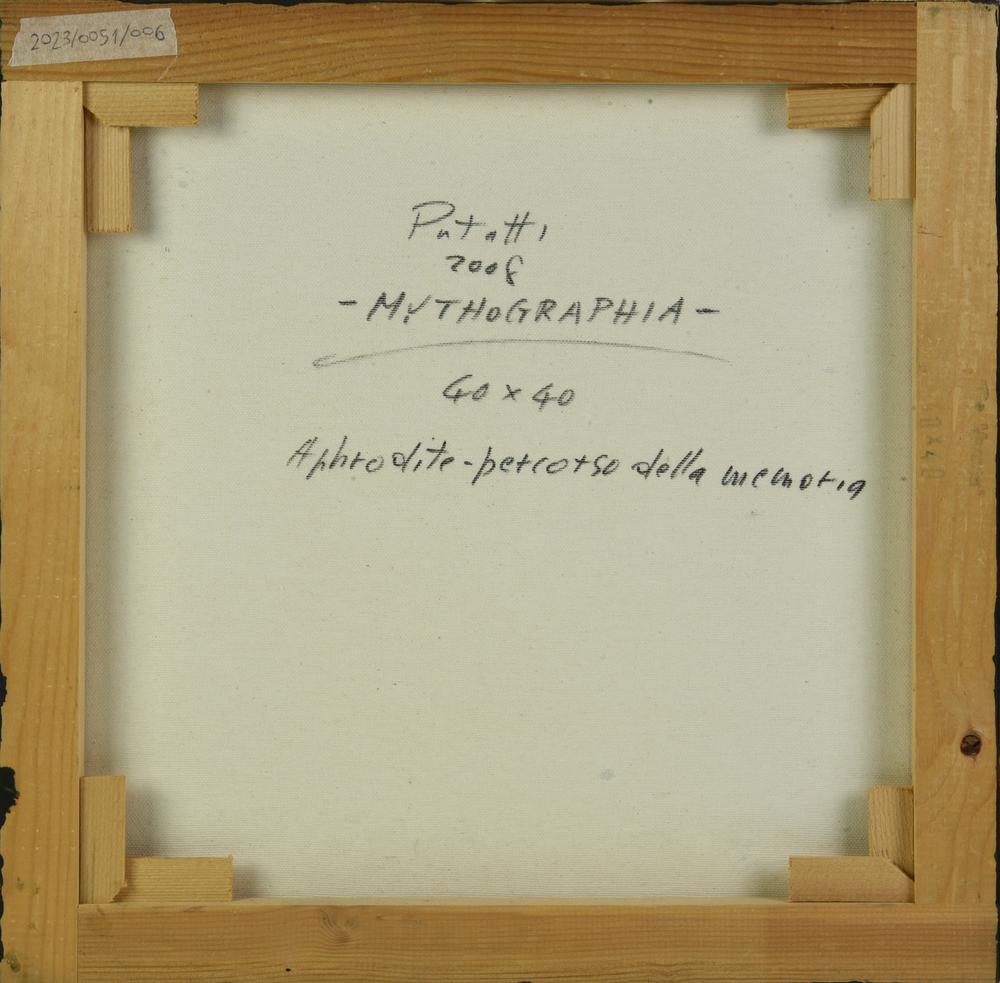 2023/0051/006
Putatti
2008
-MYTHOGRAPHIA-
40 x 40
Aphrodite-percorso della memoria